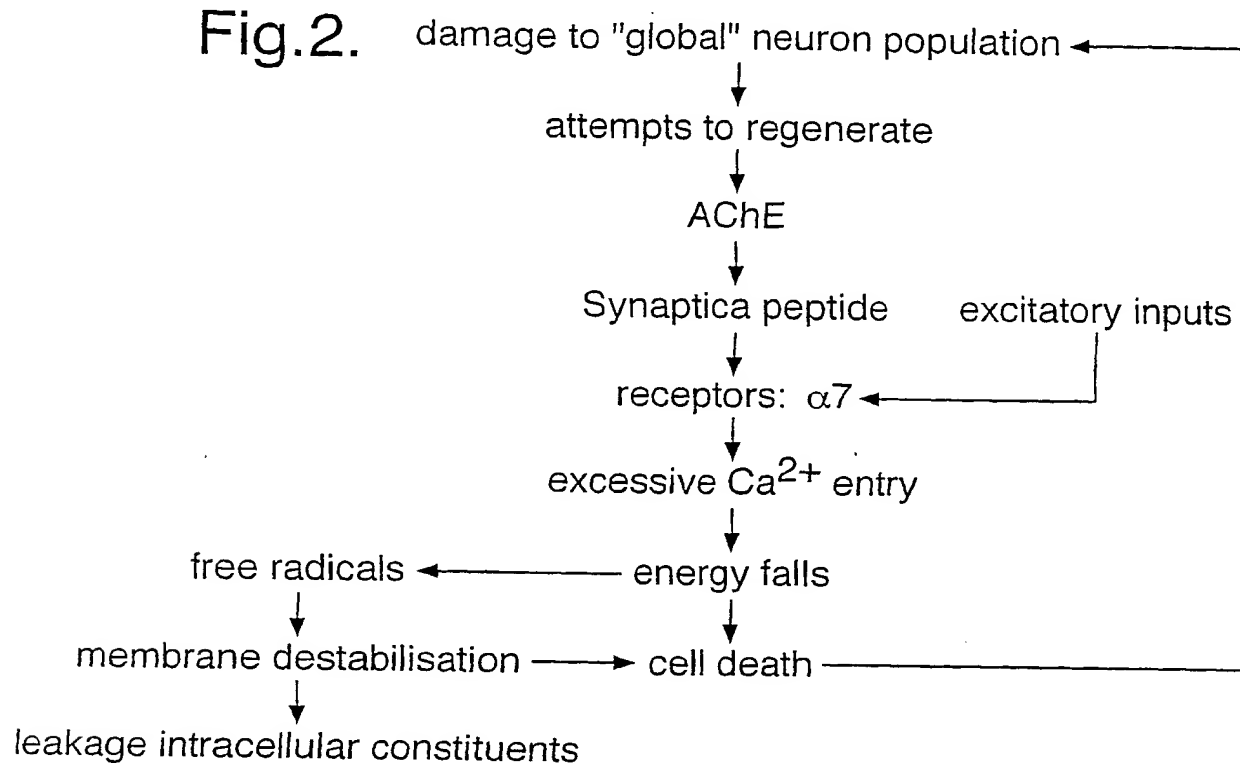 Fig.2.
damage to "global" neuron population
attempts to regenerate
AChE
Synaptica peptide
excitatory inputs
receptors: α7
excessive Ca²⁺ entry
free radicals
energy falls
membrane destabilisation
cell death
leakage intracellular constituents